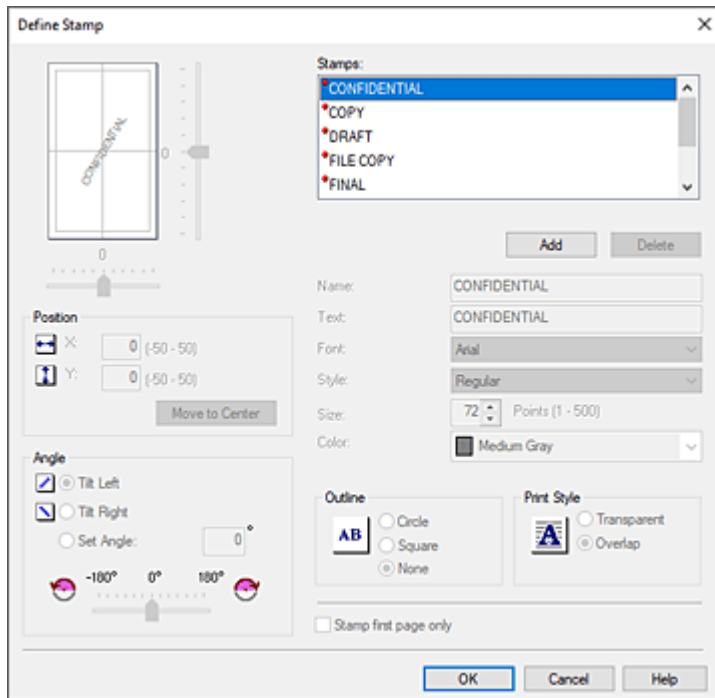 Define Stamp
CONFIDENTIAL
0
0
Stamps:
CONFIDENTIAL
COPY
DRAFT
FILE COPY
FINAL
Add Delete
Name: CONFIDENTIAL
Text: CONFIDENTIAL
Font: Arial
Style: Regular
Size: 72 Points (1 - 500)
Color: Medium Gray
Position
X: 0 (-50 - 50)
Y: 0 (-50 - 50)
Move to Center
Angle
Tilt Left
Tilt Right
Set Angle: 0 °
-180° 0° 180°
Outline
AB
Circle
Square
None
Print Style
A
Transparent
Overlap
Stamp first page only
OK Cancel Help